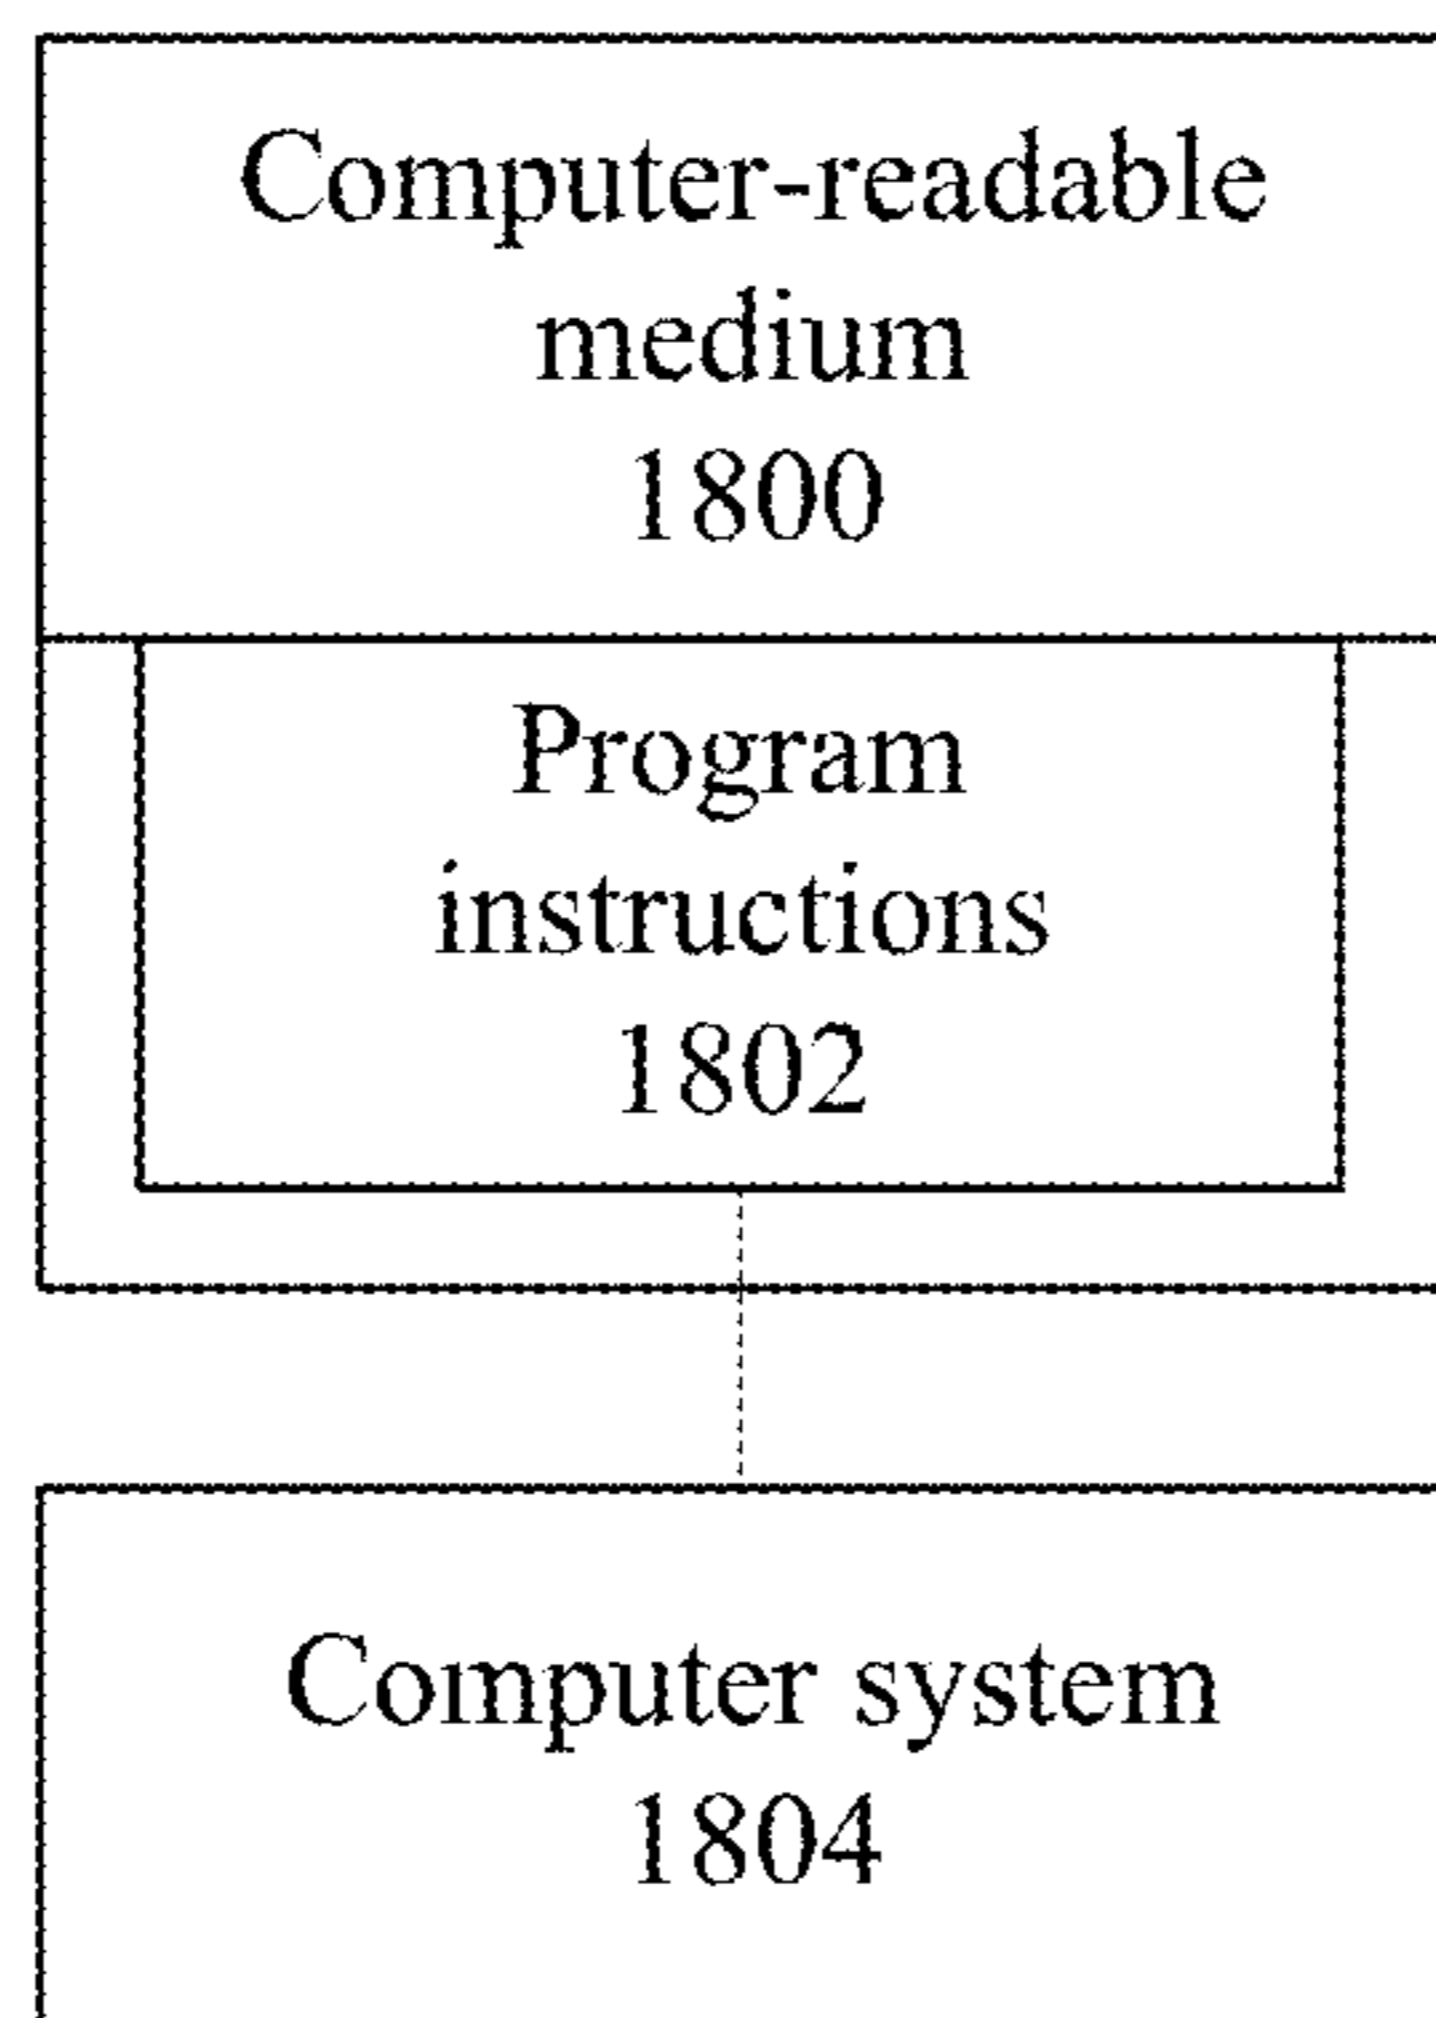 Computer-readable
medium
1800
Program
instructions
1802
Computer system
1804